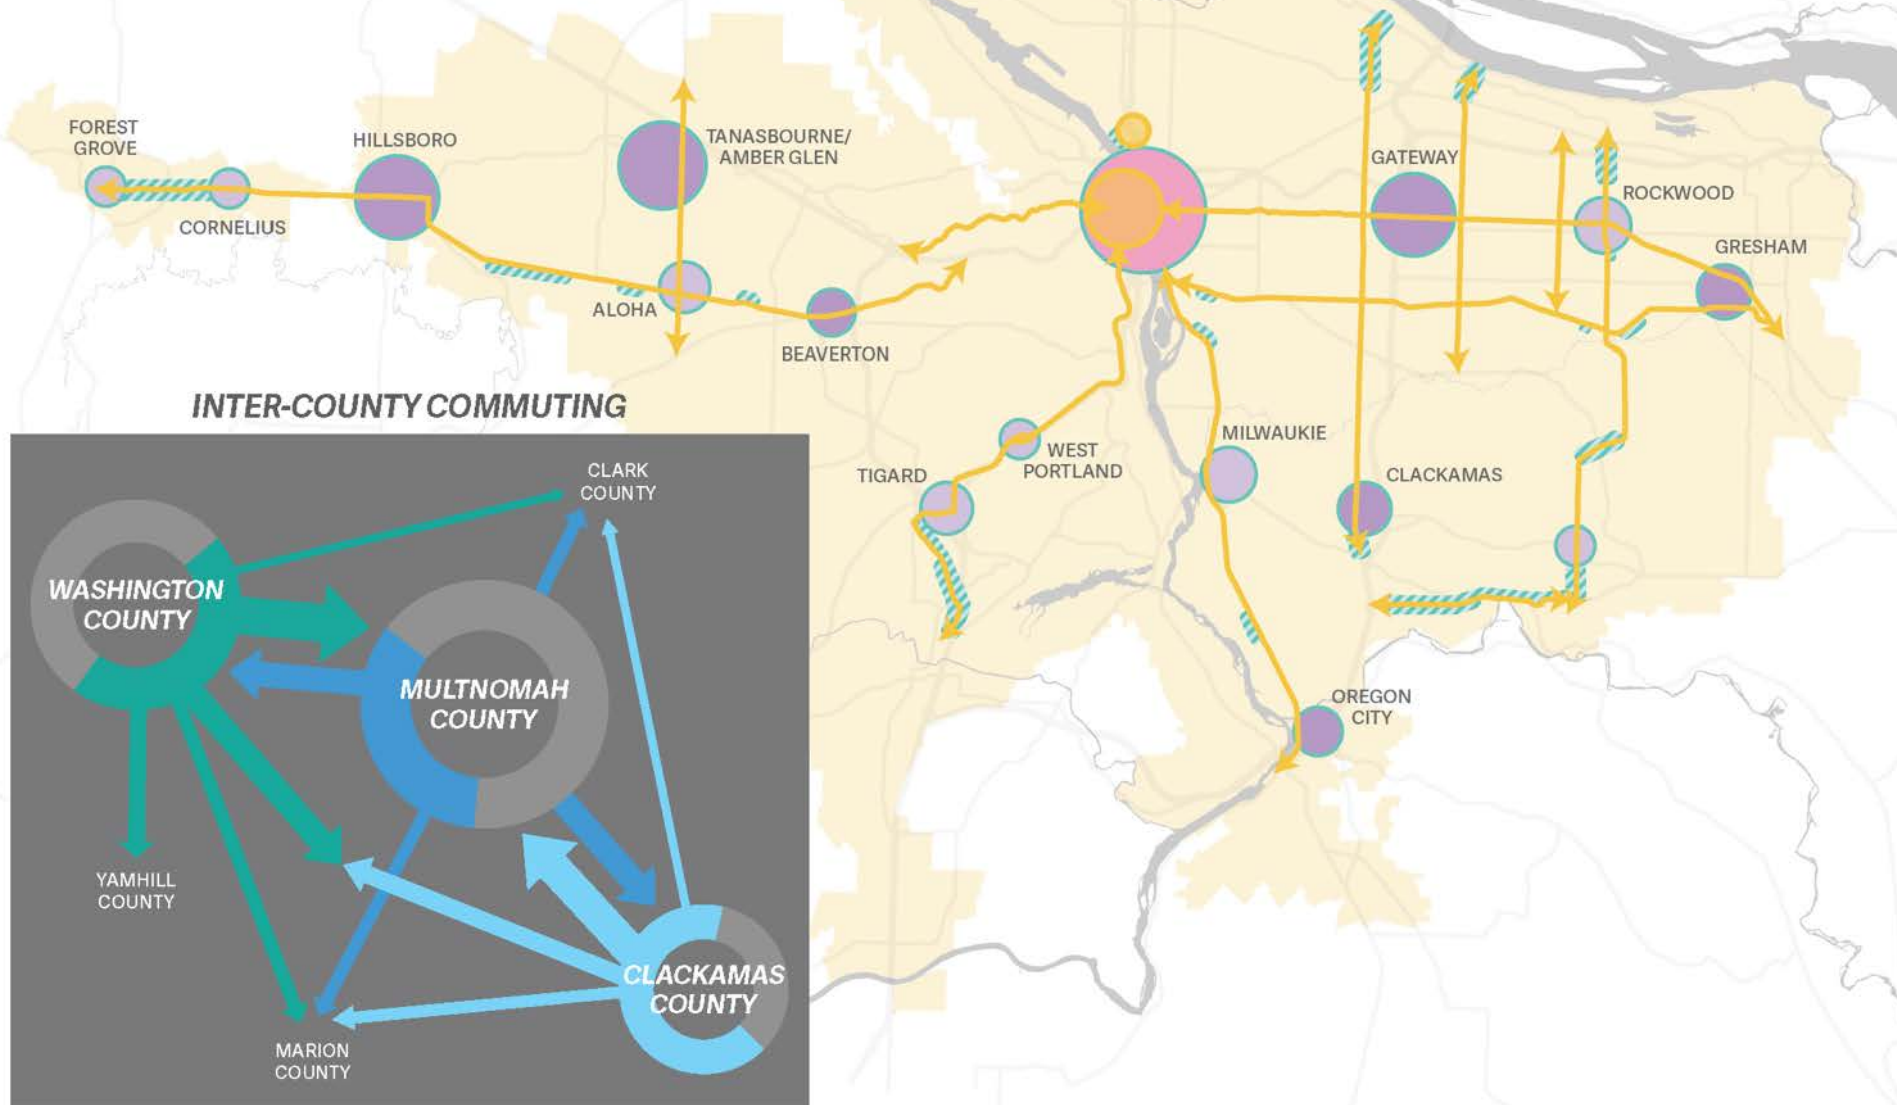 FOREST
GROVE
HILLSBORO
TANASBOURNE/
AMBER GLEN
GATEWAY
ROCKWOOD
CORNELIUS
GRESHAM
ALOHA
BEAVERTON
MILWAUKIE
WEST
PORTLAND
TIGARD
CLACKAMAS
OREGON
CITY
INTER-COUNTY COMMUTING
CLARK
COUNTY
WASHINGTON
COUNTY
MULTNOMAH
COUNTY
YAMHILL
COUNTY
CLACKAMAS
COUNTY
MARION
COUNTY